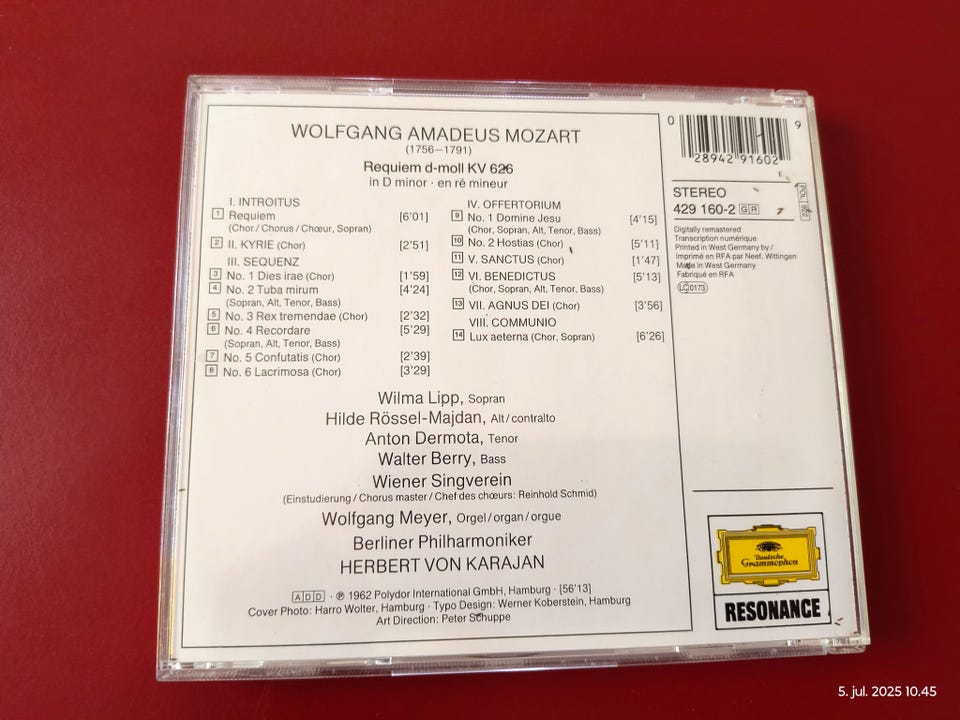 WOLFGANG AMADEUS MOZART
(1756–1791)
Requiem d-moll KV 626
in D minor · en ré mineur
I. INTROITUS
1 Requiem [6'01]
(Chor / Chorus / Chœur, Sopran)
2 II. KYRIE (Chor) [2'51]
III. SEQUENZ
3 No. 1 Dies irae (Chor) [1'59]
4 No. 2 Tuba mirum [4'24]
(Sopran, Alt, Tenor, Bass)
5 No. 3 Rex tremendae (Chor) [2'32]
6 No. 4 Recordare [5'29]
(Sopran, Alt, Tenor, Bass)
7 No. 5 Confutatis (Chor) [2'39]
8 No. 6 Lacrimosa (Chor) [3'29]
IV. OFFERTORIUM
9 No. 1 Domine Jesu [4'15]
(Chor, Sopran, Alt, Tenor, Bass)
10 No. 2 Hostias (Chor) [5'11]
11 V. SANCTUS (Chor) [1'47]
12 VI. BENEDICTUS [5'13]
(Chor, Sopran, Alt, Tenor, Bass)
13 VII. AGNUS DEI (Chor) [3'56]
VIII. COMMUNIO
14 Lux aeterna (Chor, Sopran) [6'26]
Wilma Lipp, Sopran
Hilde Rössel-Majdan, Alt / contralto
Anton Dermota, Tenor
Walter Berry, Bass
Wiener Singverein
(Einstudierung / Chorus master / Chef des chœurs: Reinhold Schmid)
Wolfgang Meyer, Orgel / organ / orgue
Berliner Philharmoniker
HERBERT VON KARAJAN
ADD · ℗ 1962 Polydor International GmbH, Hamburg · [56'13]
Cover Photo: Harro Wolter, Hamburg · Typo Design: Werner Koberstein, Hamburg
Art Direction: Peter Schuppe
0 28942 91602 9
STEREO
429 160-2 GR
POL 922
Digitally remastered
Transcription numérique
Printed in West Germany by /
Imprimé en RFA par Neef, Wittingen
Made in West Germany
Fabriqué en RFA
LC 0173
Deutsche
Grammophon
RESONANCE
5. jul. 2025 10.45